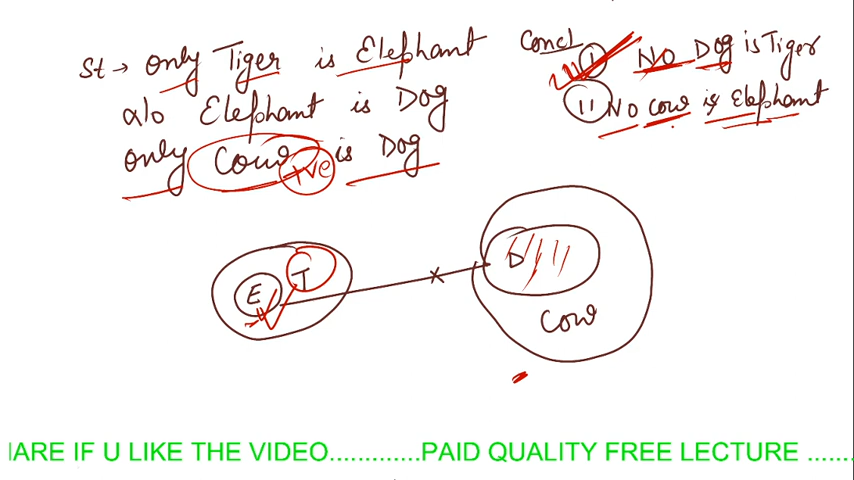 St → only Tiger is Elephant
a/o Elephant is Dog
only Cow is Dog
+ve
Concl
I No Dog is Tiger
II No Cow is Elephant
E T
D
Cow
HARE IF U LIKE THE VIDEO.............PAID QUALITY FREE LECTURE .......